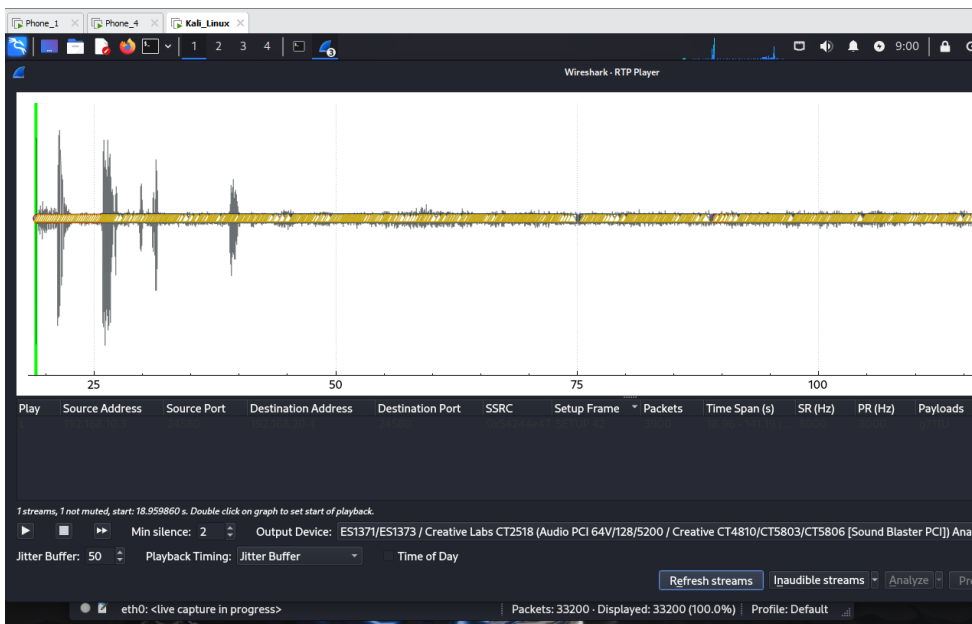 Phone_1 Phone_4 Kali_Linux
1 2 3 4 3 9:00
Wireshark · RTP Player
25 50 75 100
Play Source Address Source Port Destination Address Destination Port SSRC Setup Frame Packets Time Span (s) SR (Hz) PR (Hz) Payloads
1 streams, 1 not muted, start: 18.959860 s. Double click on graph to set start of playback.
Min silence: 2 Output Device: ES1371/ES1373 / Creative Labs CT2518 (Audio PCI 64V/128/5200 / Creative CT4810/CT5803/CT5806 [Sound Blaster PCI]) Ana
Jitter Buffer: 50 Playback Timing: Jitter Buffer Time of Day
Refresh streams Inaudible streams Analyze Pre
eth0: <live capture in progress> Packets: 33200 · Displayed: 33200 (100.0%) Profile: Default